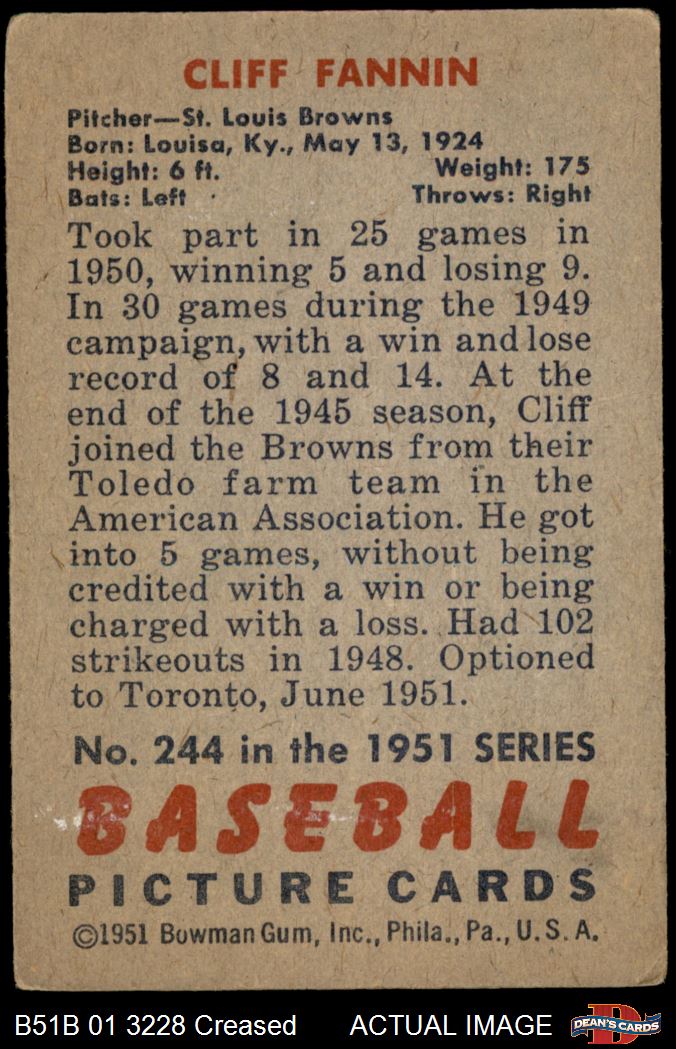 CLIFF FANNIN
Pitcher—St. Louis Browns
Born: Louisa, Ky., May 13, 1924
Height: 6 ft. Weight: 175
Bats: Left Throws: Right
Took part in 25 games in
1950, winning 5 and losing 9.
In 30 games during the 1949
campaign, with a win and lose
record of 8 and 14. At the
end of the 1945 season, Cliff
joined the Browns from their
Toledo farm team in the
American Association. He got
into 5 games, without being
credited with a win or being
charged with a loss. Had 102
strikeouts in 1948. Optioned
to Toronto, June 1951.
No. 244 in the 1951 SERIES
BASEBALL
PICTURE CARDS
©1951 Bowman Gum, Inc., Phila., Pa., U.S.A.
B51B 01 3228 Creased ACTUAL IMAGE D DEAN'S CARDS